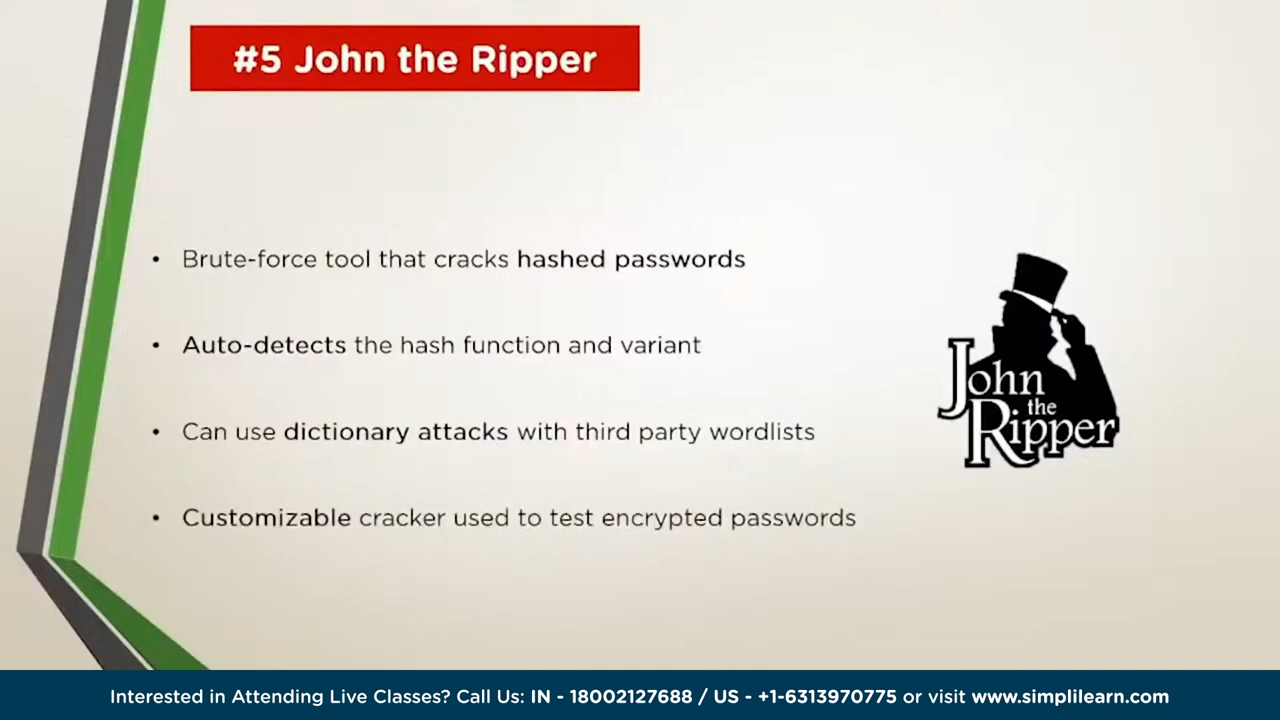 #5 John the Ripper
• Brute-force tool that cracks hashed passwords
• Auto-detects the hash function and variant
• Can use dictionary attacks with third party wordlists
• Customizable cracker used to test encrypted passwords
John
the
Ripper
Interested in Attending Live Classes? Call Us: IN - 18002127688 / US - +1-6313970775 or visit www.simplilearn.com